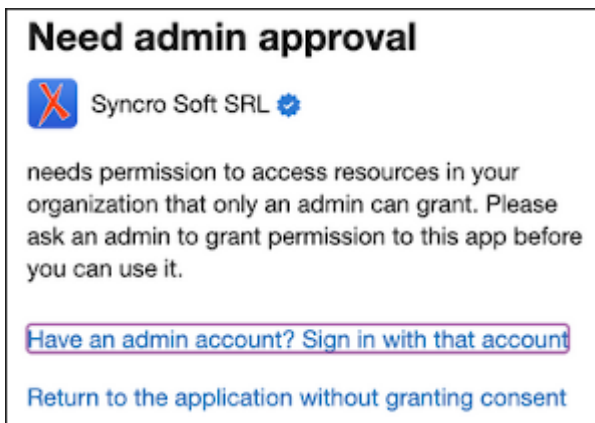 Need admin approval
Syncro Soft SRL
needs permission to access resources in your
organization that only an admin can grant. Please
ask an admin to grant permission to this app before
you can use it.
Have an admin account? Sign in with that account
Return to the application without granting consent